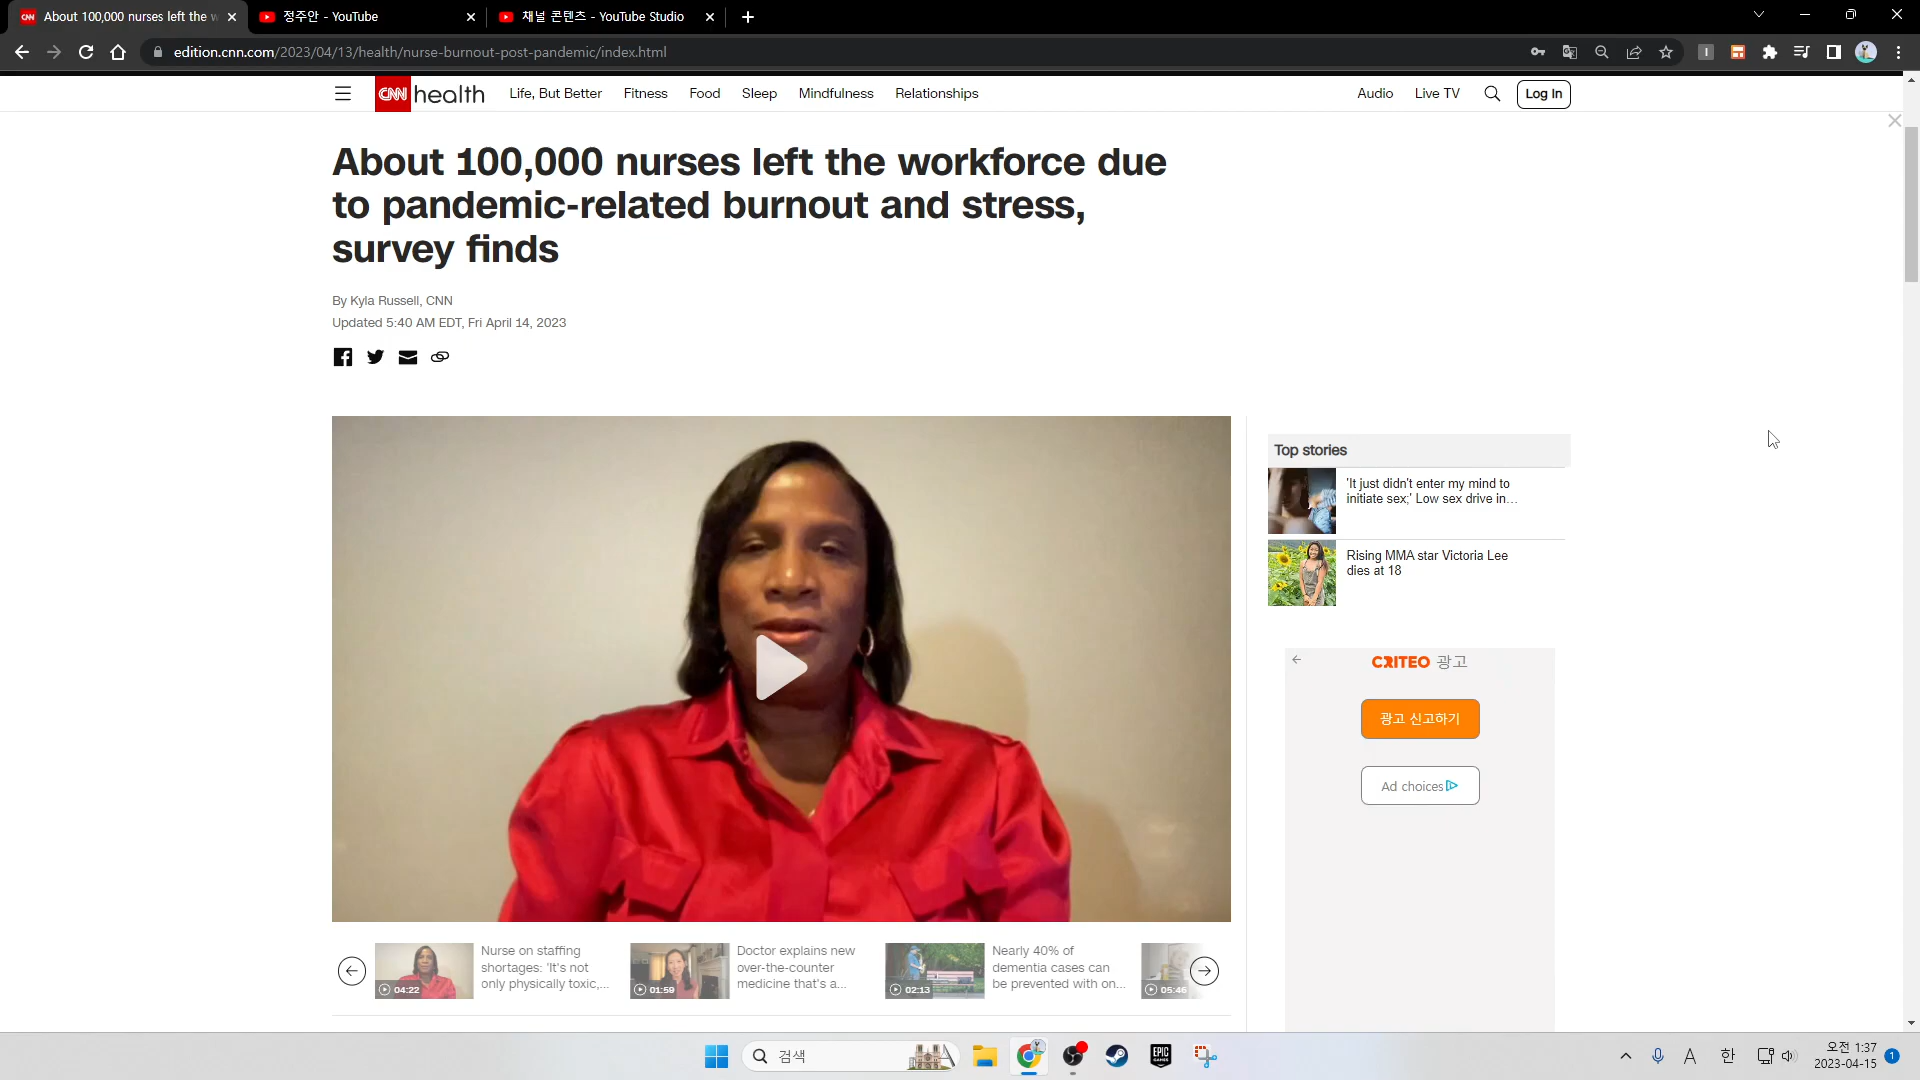 About 100,000 nurses left the w
정주안 - YouTube
채널 콘텐츠 - YouTube Studio
edition.cnn.com/2023/04/13/health/nurse-burnout-post-pandemic/index.html
CNN health
Life, But Better
Fitness
Food
Sleep
Mindfulness
Relationships
Audio
Live TV
Log In
About 100,000 nurses left the workforce due
to pandemic-related burnout and stress,
survey finds
By Kyla Russell, CNN
Updated 5:40 AM EDT, Fri April 14, 2023
Top stories
'It just didn't enter my mind to
initiate sex;' Low sex drive in...
Rising MMA star Victoria Lee
dies at 18
CRITEO 광고
광고 신고하기
Ad choices
Nurse on staffing
shortages: 'It's not
only physically toxic,...
04:22
Doctor explains new
over-the-counter
medicine that's a...
01:59
Nearly 40% of
dementia cases can
be prevented with on...
02:13
05:46
검색
EPIC
GAMES
A
한
오전 1:37
2023-04-15
1